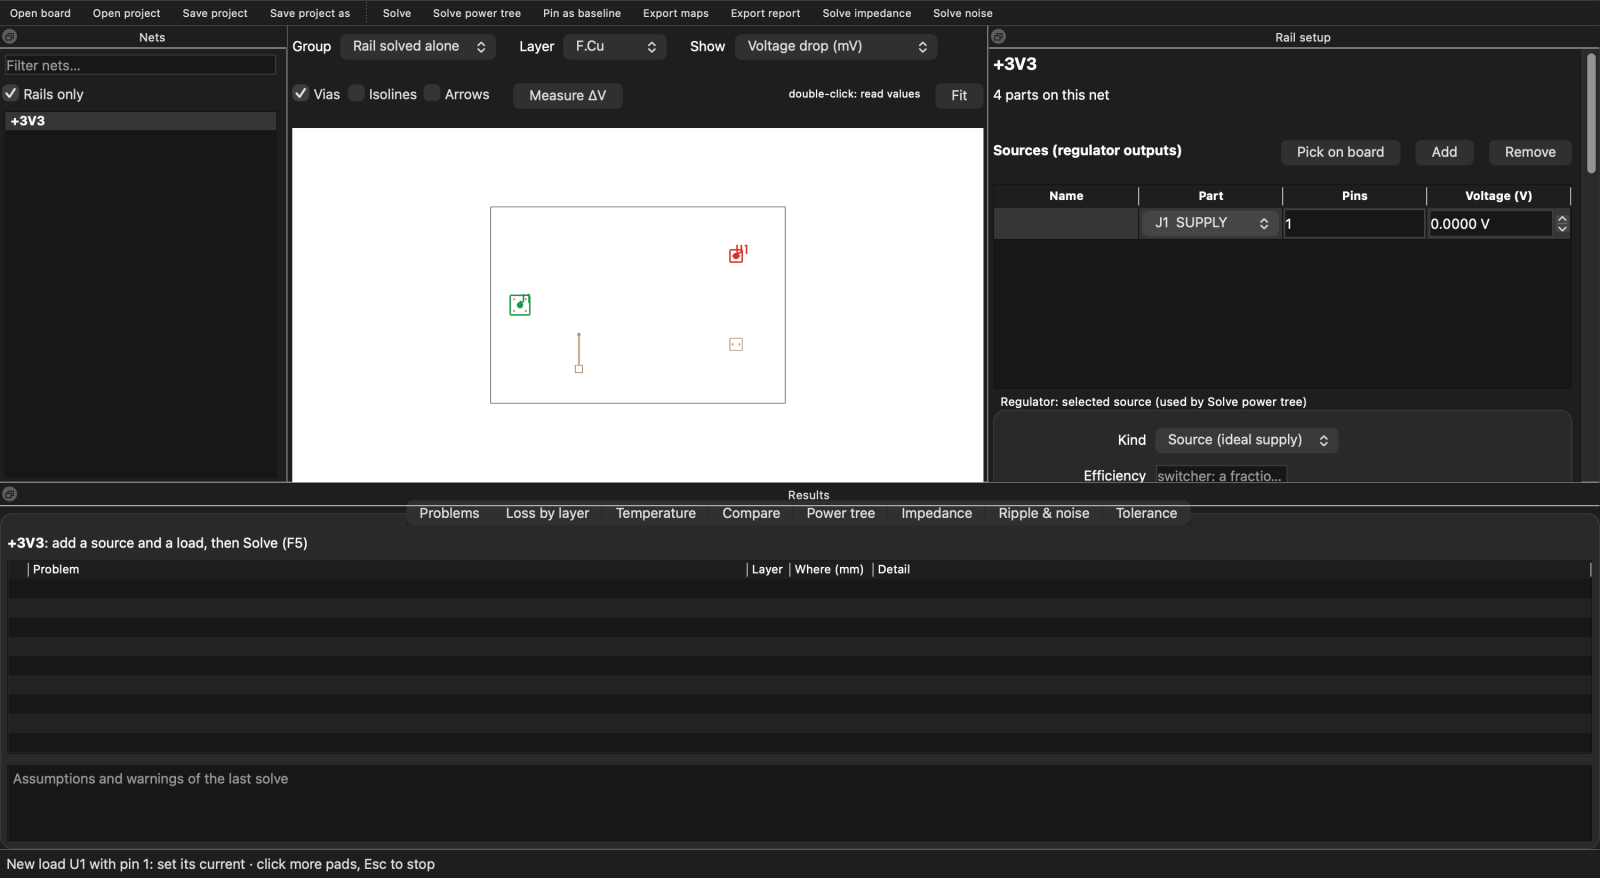 Open board Open project Save project Save project as Solve Solve power tree Pin as baseline Export maps Export report Solve impedance Solve noise
Nets
Filter nets...
Rails only
+3V3
Group Rail solved alone Layer F.Cu Show Voltage drop (mV)
Vias Isolines Arrows Measure ΔV double-click: read values Fit
U1
J1
Rail setup
+3V3
4 parts on this net
Sources (regulator outputs) Pick on board Add Remove
Name Part Pins Voltage (V)
J1 SUPPLY 1 0.0000 V
Regulator: selected source (used by Solve power tree)
Kind Source (ideal supply)
Efficiency switcher: a fractio...
Results
Problems Loss by layer Temperature Compare Power tree Impedance Ripple & noise Tolerance
+3V3: add a source and a load, then Solve (F5)
Problem Layer Where (mm) Detail
Assumptions and warnings of the last solve
New load U1 with pin 1: set its current · click more pads, Esc to stop